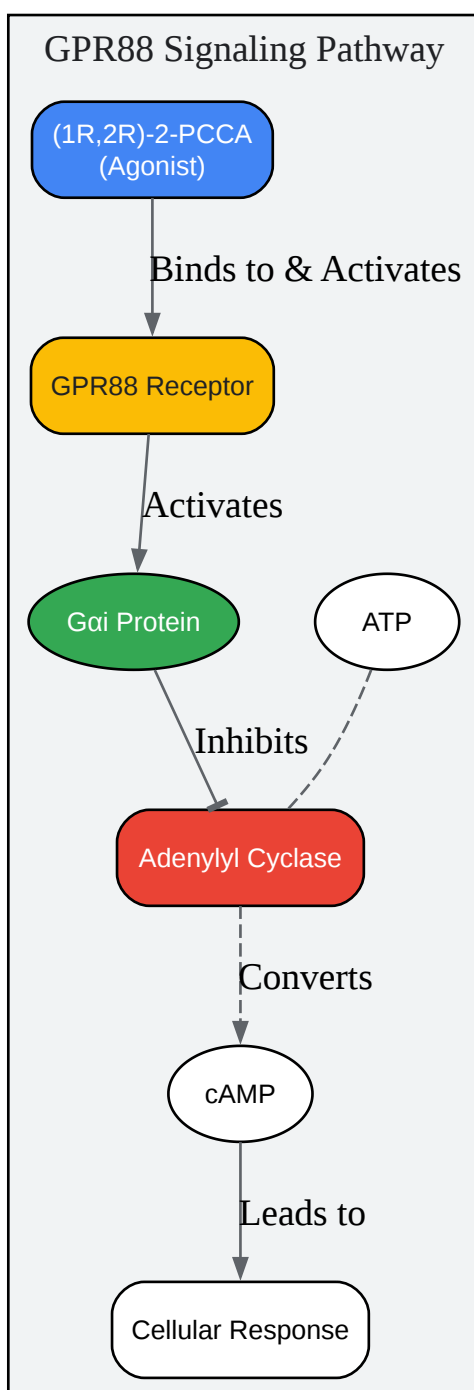 GPR88 Signaling Pathway
(1R,2R)-2-PCCA
(Agonist)
Binds to & Activates
GPR88 Receptor
Activates
Gαi Protein
ATP
Inhibits
Adenylyl Cyclase
Converts
cAMP
Leads to
Cellular Response